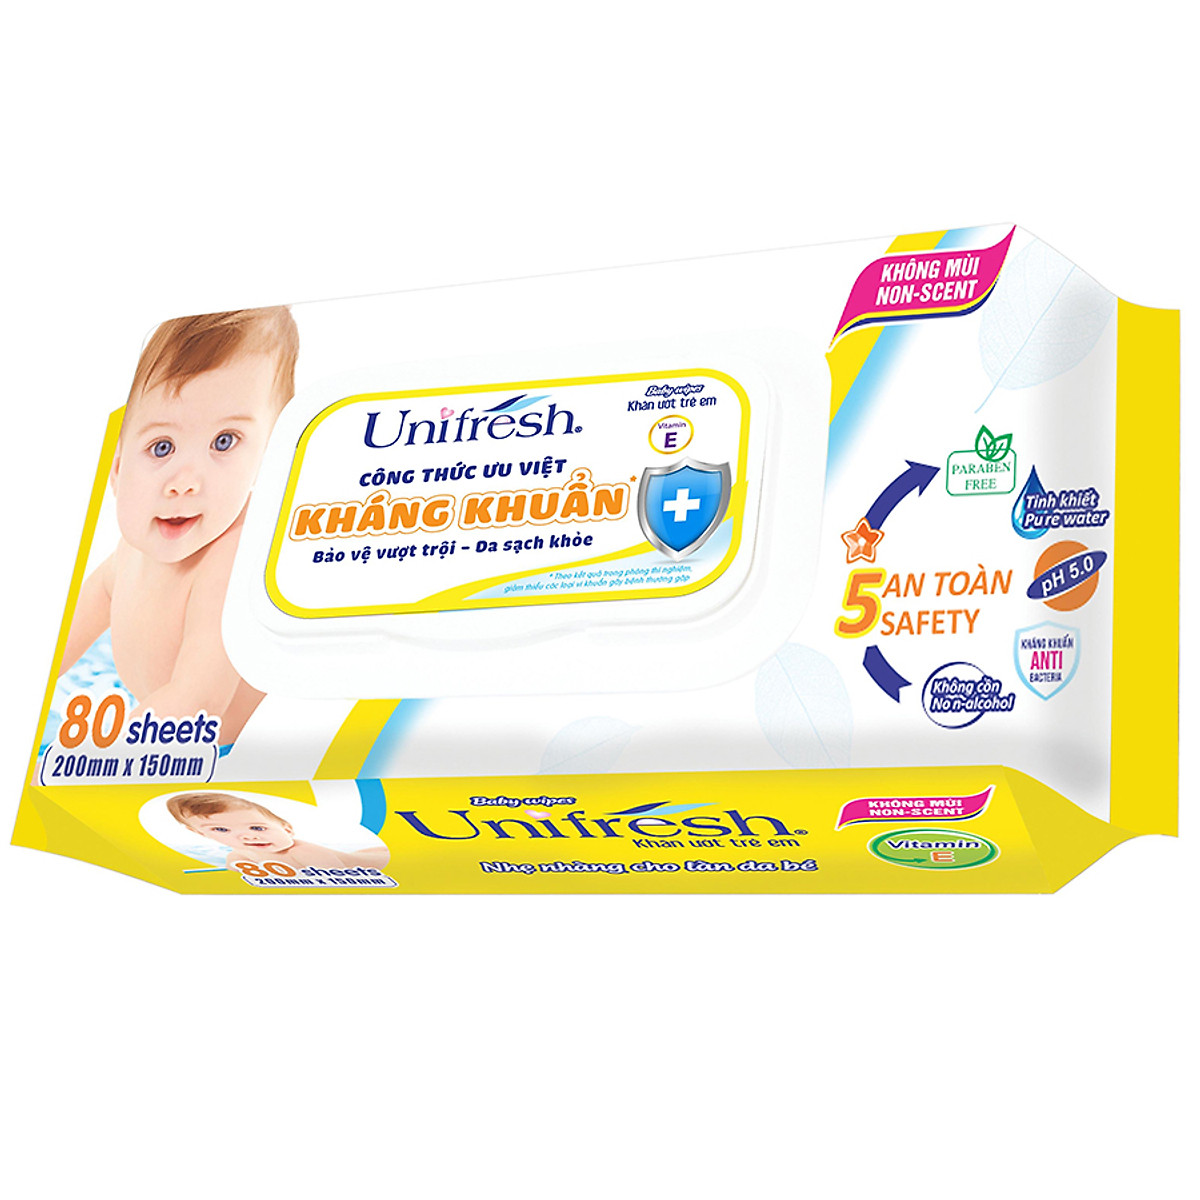 KHÔNG MÙI
NON-SCENT
Baby wipes
Khăn ướt trẻ em
Unifresh®
Vitamin
E
CÔNG THỨC ƯU VIỆT
KHÁNG KHUẨN*
Bảo vệ vượt trội – Da sạch khỏe
* Theo kết quả trong phòng thí nghiệm,
giảm thiểu các loại vi khuẩn gây bệnh thường gặp
PARABEN
FREE
Tinh khiết
Pure water
pH 5.0
5 AN TOÀN
SAFETY
KHÁNG KHUẨN
ANTI
BACTERIA
Không cồn
Non-alcohol
80 sheets
(200mm x 150mm)
Baby wipes
Unifresh®
Khăn ướt trẻ em
Nhẹ nhàng cho làn da bé
KHÔNG MÙI
NON-SCENT
Vitamin
E
80 sheets
(200mm x 150mm)